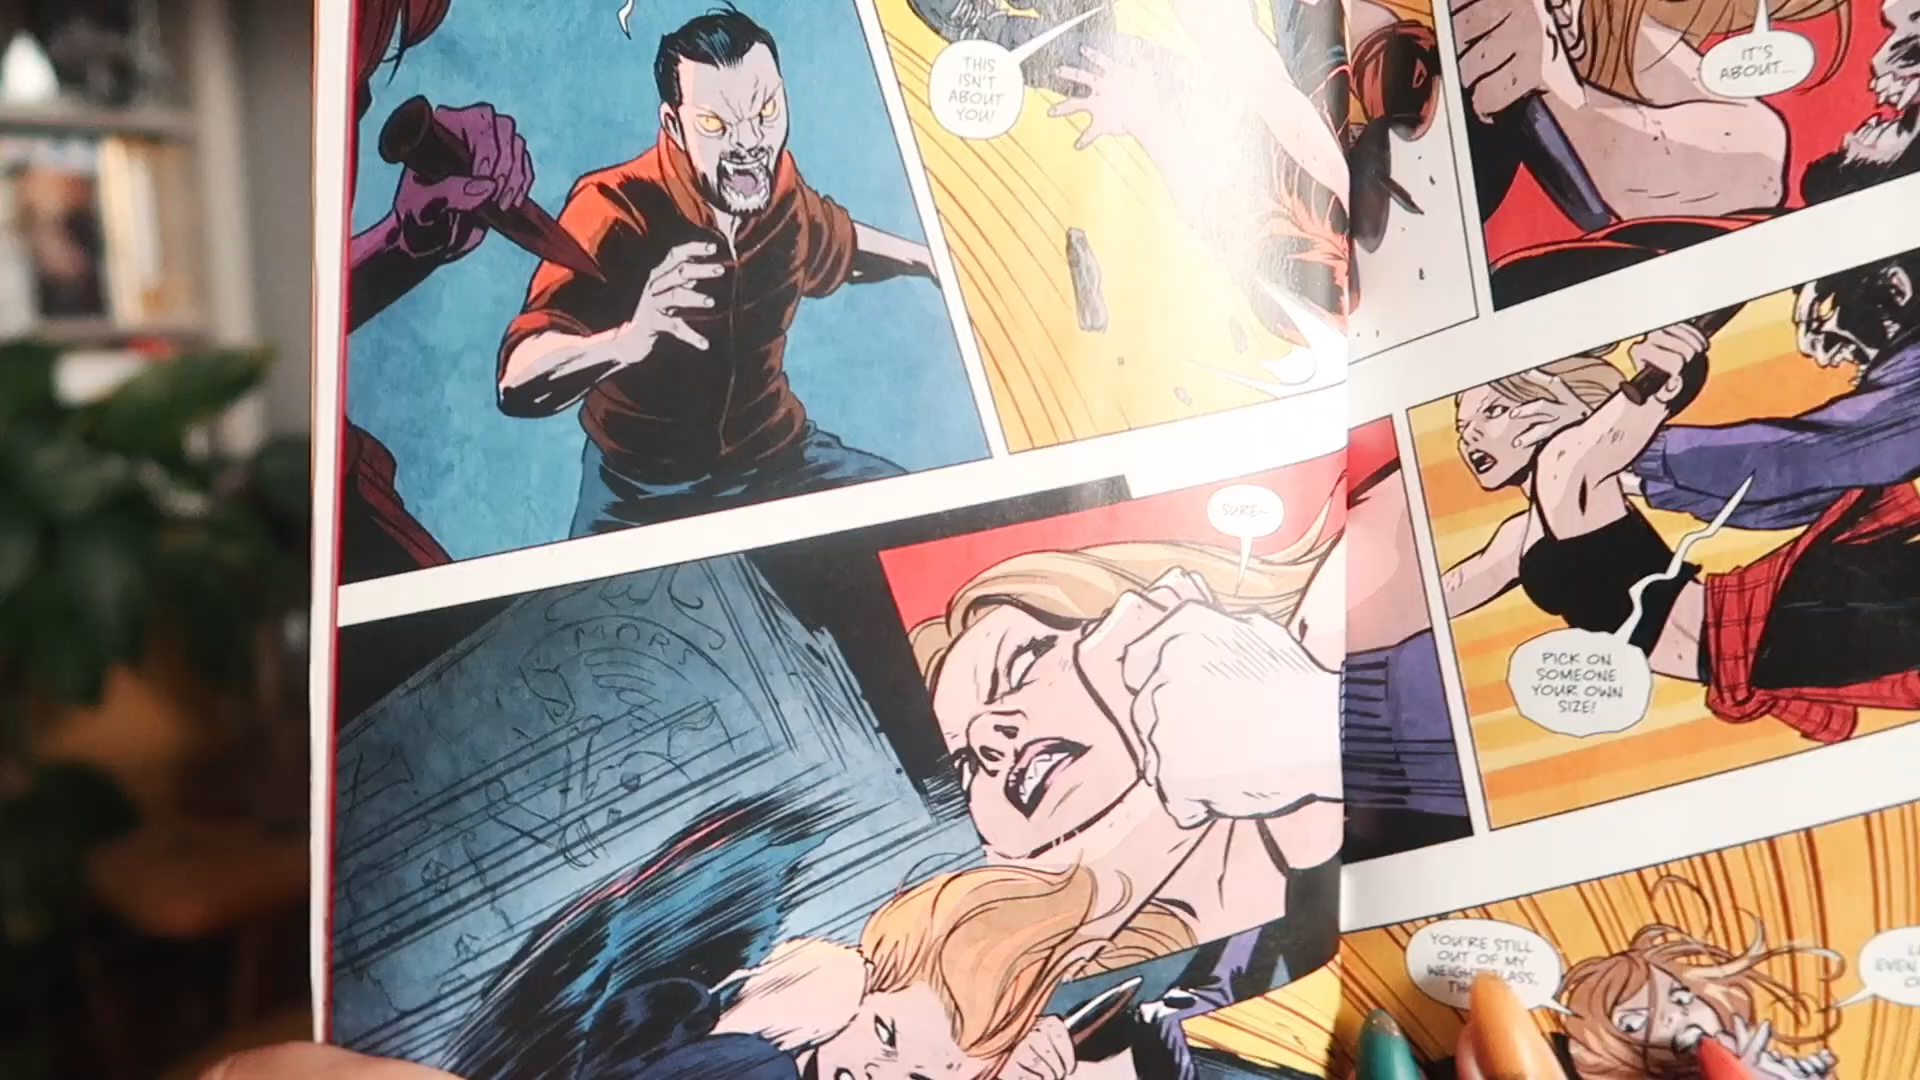 THIS
ISN'T
ABOUT
YOU!
SURE--
MORS
IT'S
ABOUT...
PICK ON
SOMEONE
YOUR OWN
SIZE!
YOU'RE STILL
OUT OF MY
EVEN